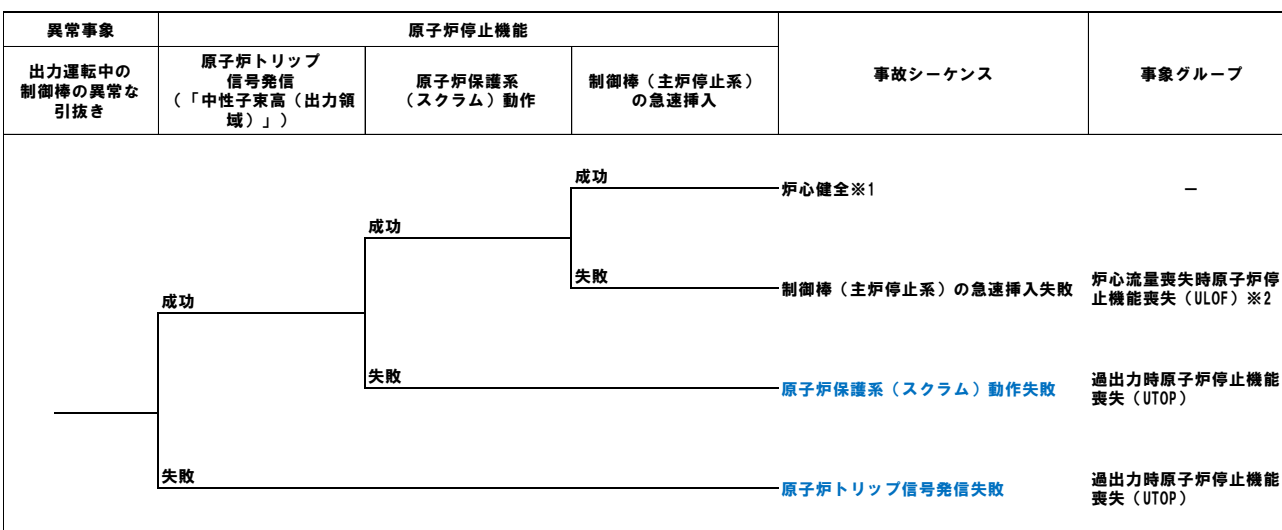 異常事象
原子炉停止機能
事故シーケンス
事象グループ
出力運転中の
制御棒の異常な
引抜き
原子炉トリップ
信号発信
(「中性子束高(出力領
域)」)
原子炉保護系
(スクラム)動作
制御棒(主炉停止系)
の急速挿入
成功
炉心健全※1
－
成功
失敗
制御棒(主炉停止系)の急速挿入失敗
炉心流量喪失時原子炉停
止機能喪失(ULOF)※2
成功
失敗
原子炉保護系(スクラム)動作失敗
過出力時原子炉停止機能
喪失(UTOP)
失敗
原子炉トリップ信号発信失敗
過出力時原子炉停止機能
喪失(UTOP)